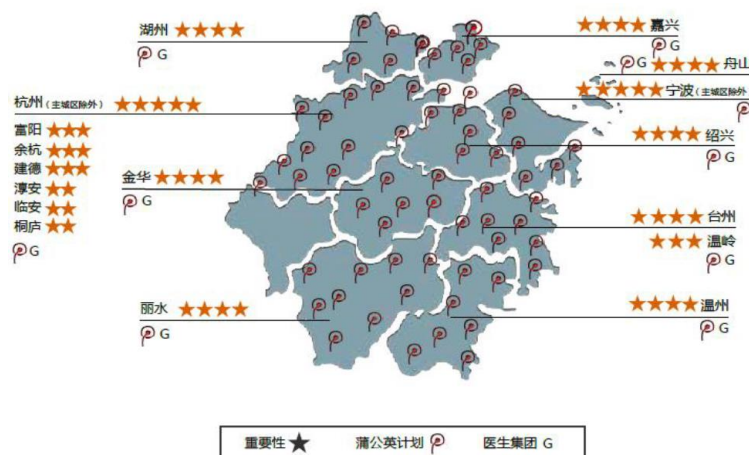 湖州 ★★★★
G
嘉兴 ★★★★
G
G ★★★★ 舟山
杭州（主城区除外） ★★★★★
★★★★★ 宁波（主城区除外
富阳 ★★★
余杭 ★★★
建德 ★★★
淳安 ★★
临安 ★★
桐庐 ★★
G
★★★★ 绍兴
G
金华 ★★★★
G
★★★★ 台州
★★★ 温岭
G
丽水 ★★★★
G
★★★★ 温州
G
重要性 ★ 蒲公英计划 医生集团 G